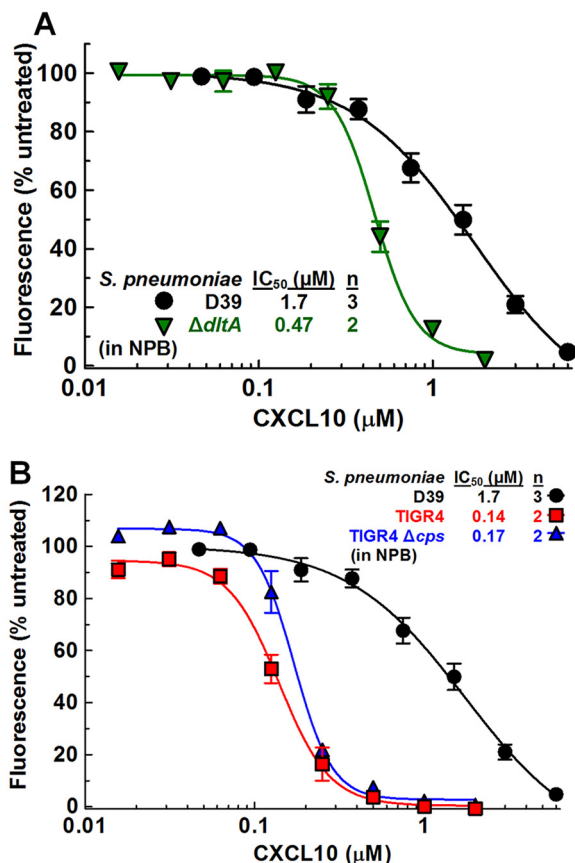 A
Fluorescence (% untreated)
100
80
60
40
20
0
S. pneumoniae IC50 (µM) n
D39 1.7 3
ΔdltA 0.47 2
(in NPB)
0.01 0.1 1
CXCL10 (µM)
B
Fluorescence (% untreated)
120
100
80
60
40
20
0
S. pneumoniae IC50 (µM) n
D39 1.7 3
TIGR4 0.14 2
TIGR4 Δcps 0.17 2
(in NPB)
0.01 0.1 1
CXCL10 (µM)